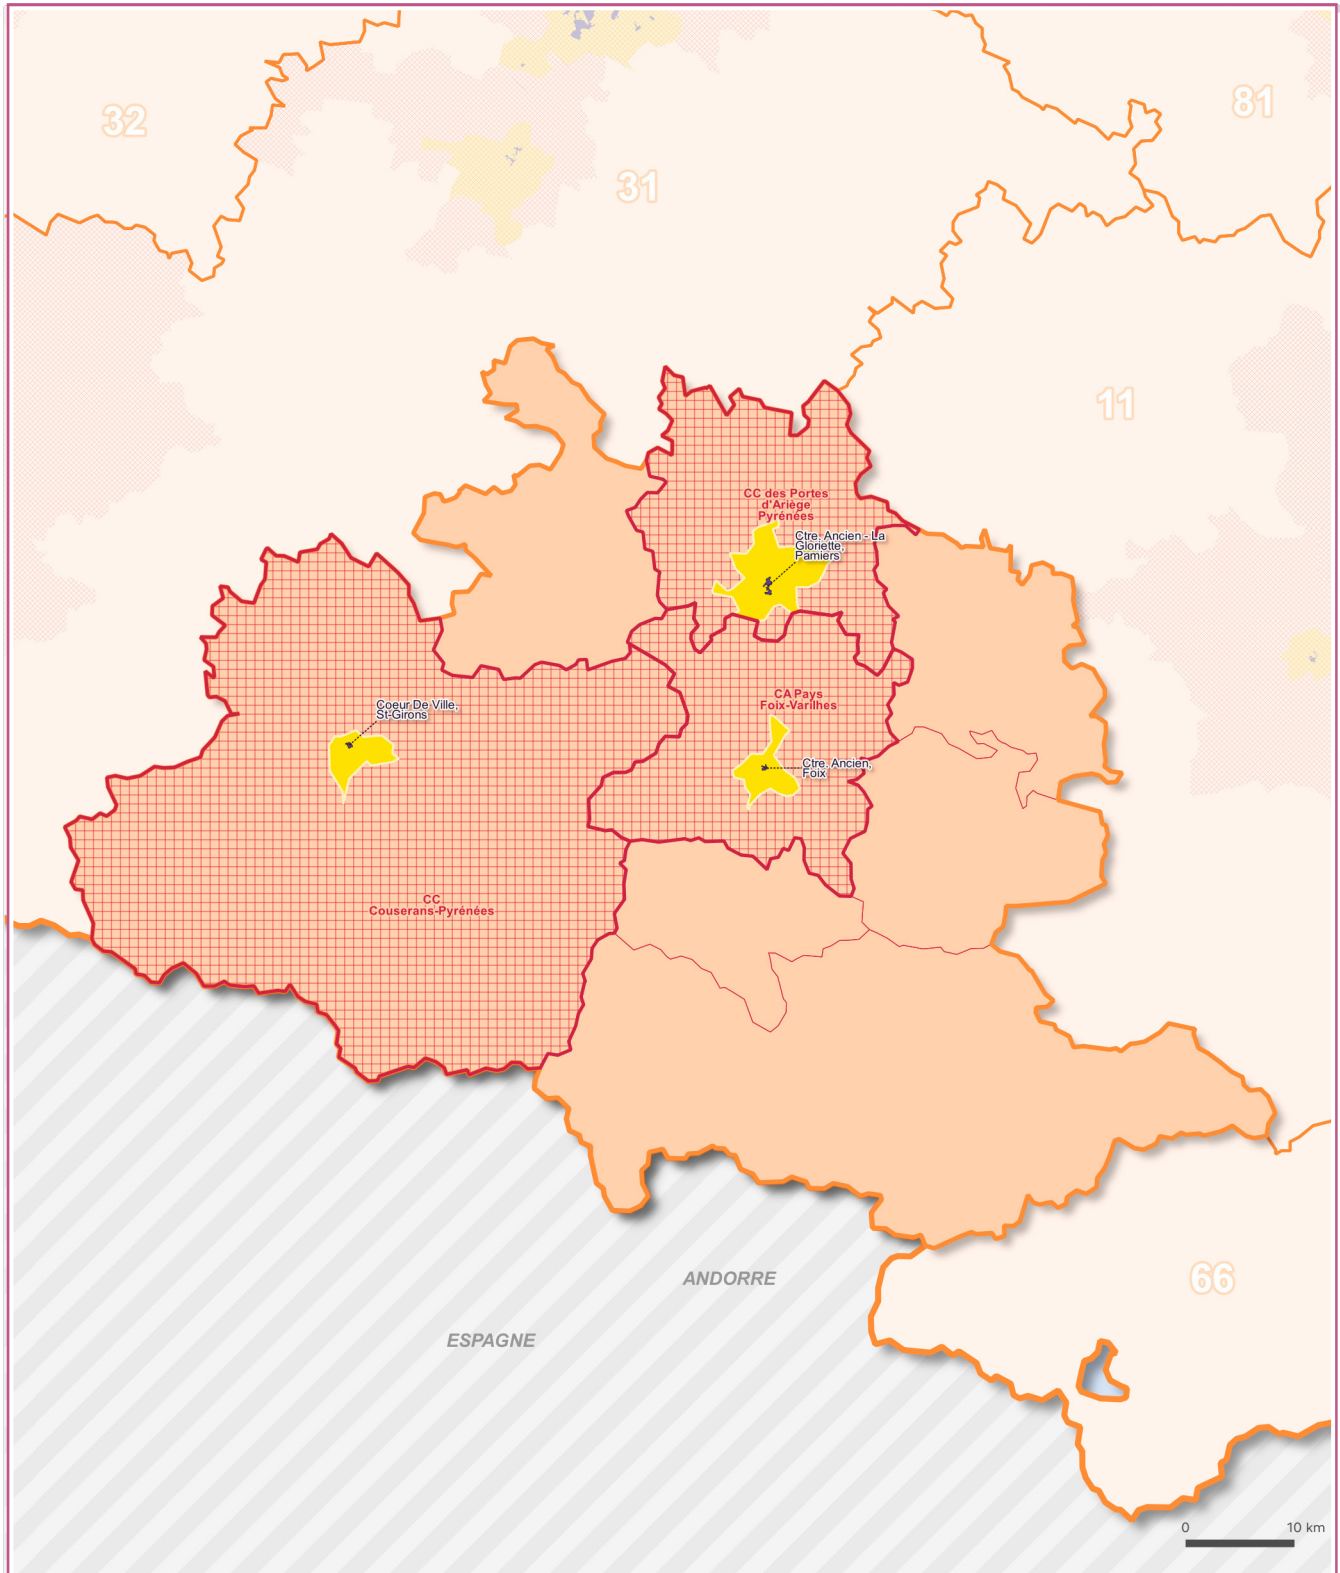 32
81
31
11
CC des Portes
d'Ariège
Pyrénées
Ctre. Ancien - La
Gloriette,
Pamiers
CA Pays
Foix-Varilhes
Coeur De Ville,
St-Girons
Ctre. Ancien,
Foix
CC
Couserans-Pyrénées
ANDORRE
66
ESPAGNE
0 10 km